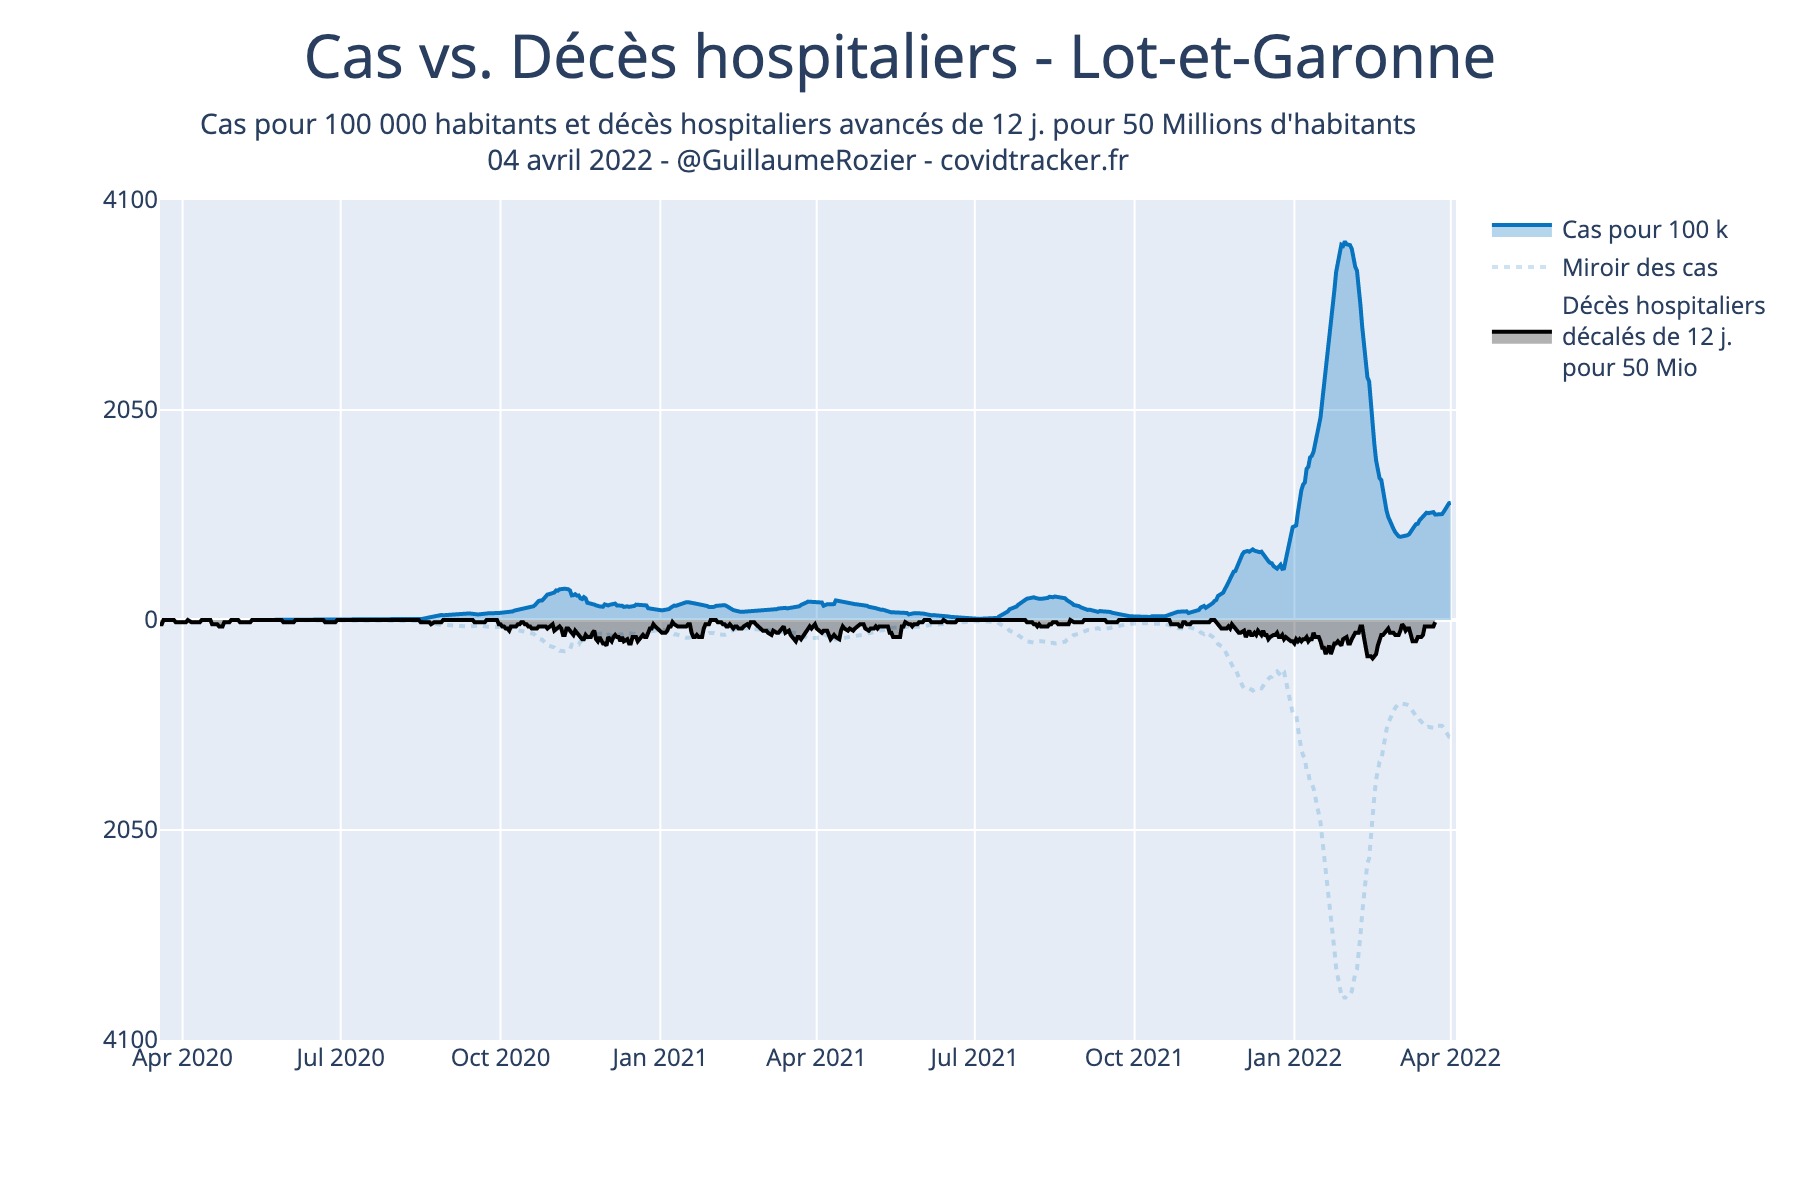 Cas vs. Décès hospitaliers - Lot-et-Garonne
Cas pour 100 000 habitants et décès hospitaliers avancés de 12 j. pour 50 Millions d'habitants
04 avril 2022 - @GuillaumeRozier - covidtracker.fr
4100
2050
0
2050
4100
Apr 2020
Jul 2020
Oct 2020
Jan 2021
Apr 2021
Jul 2021
Oct 2021
Jan 2022
Apr 2022
Cas pour 100 k
Miroir des cas
Décès hospitaliers
décalés de 12 j.
pour 50 Mio